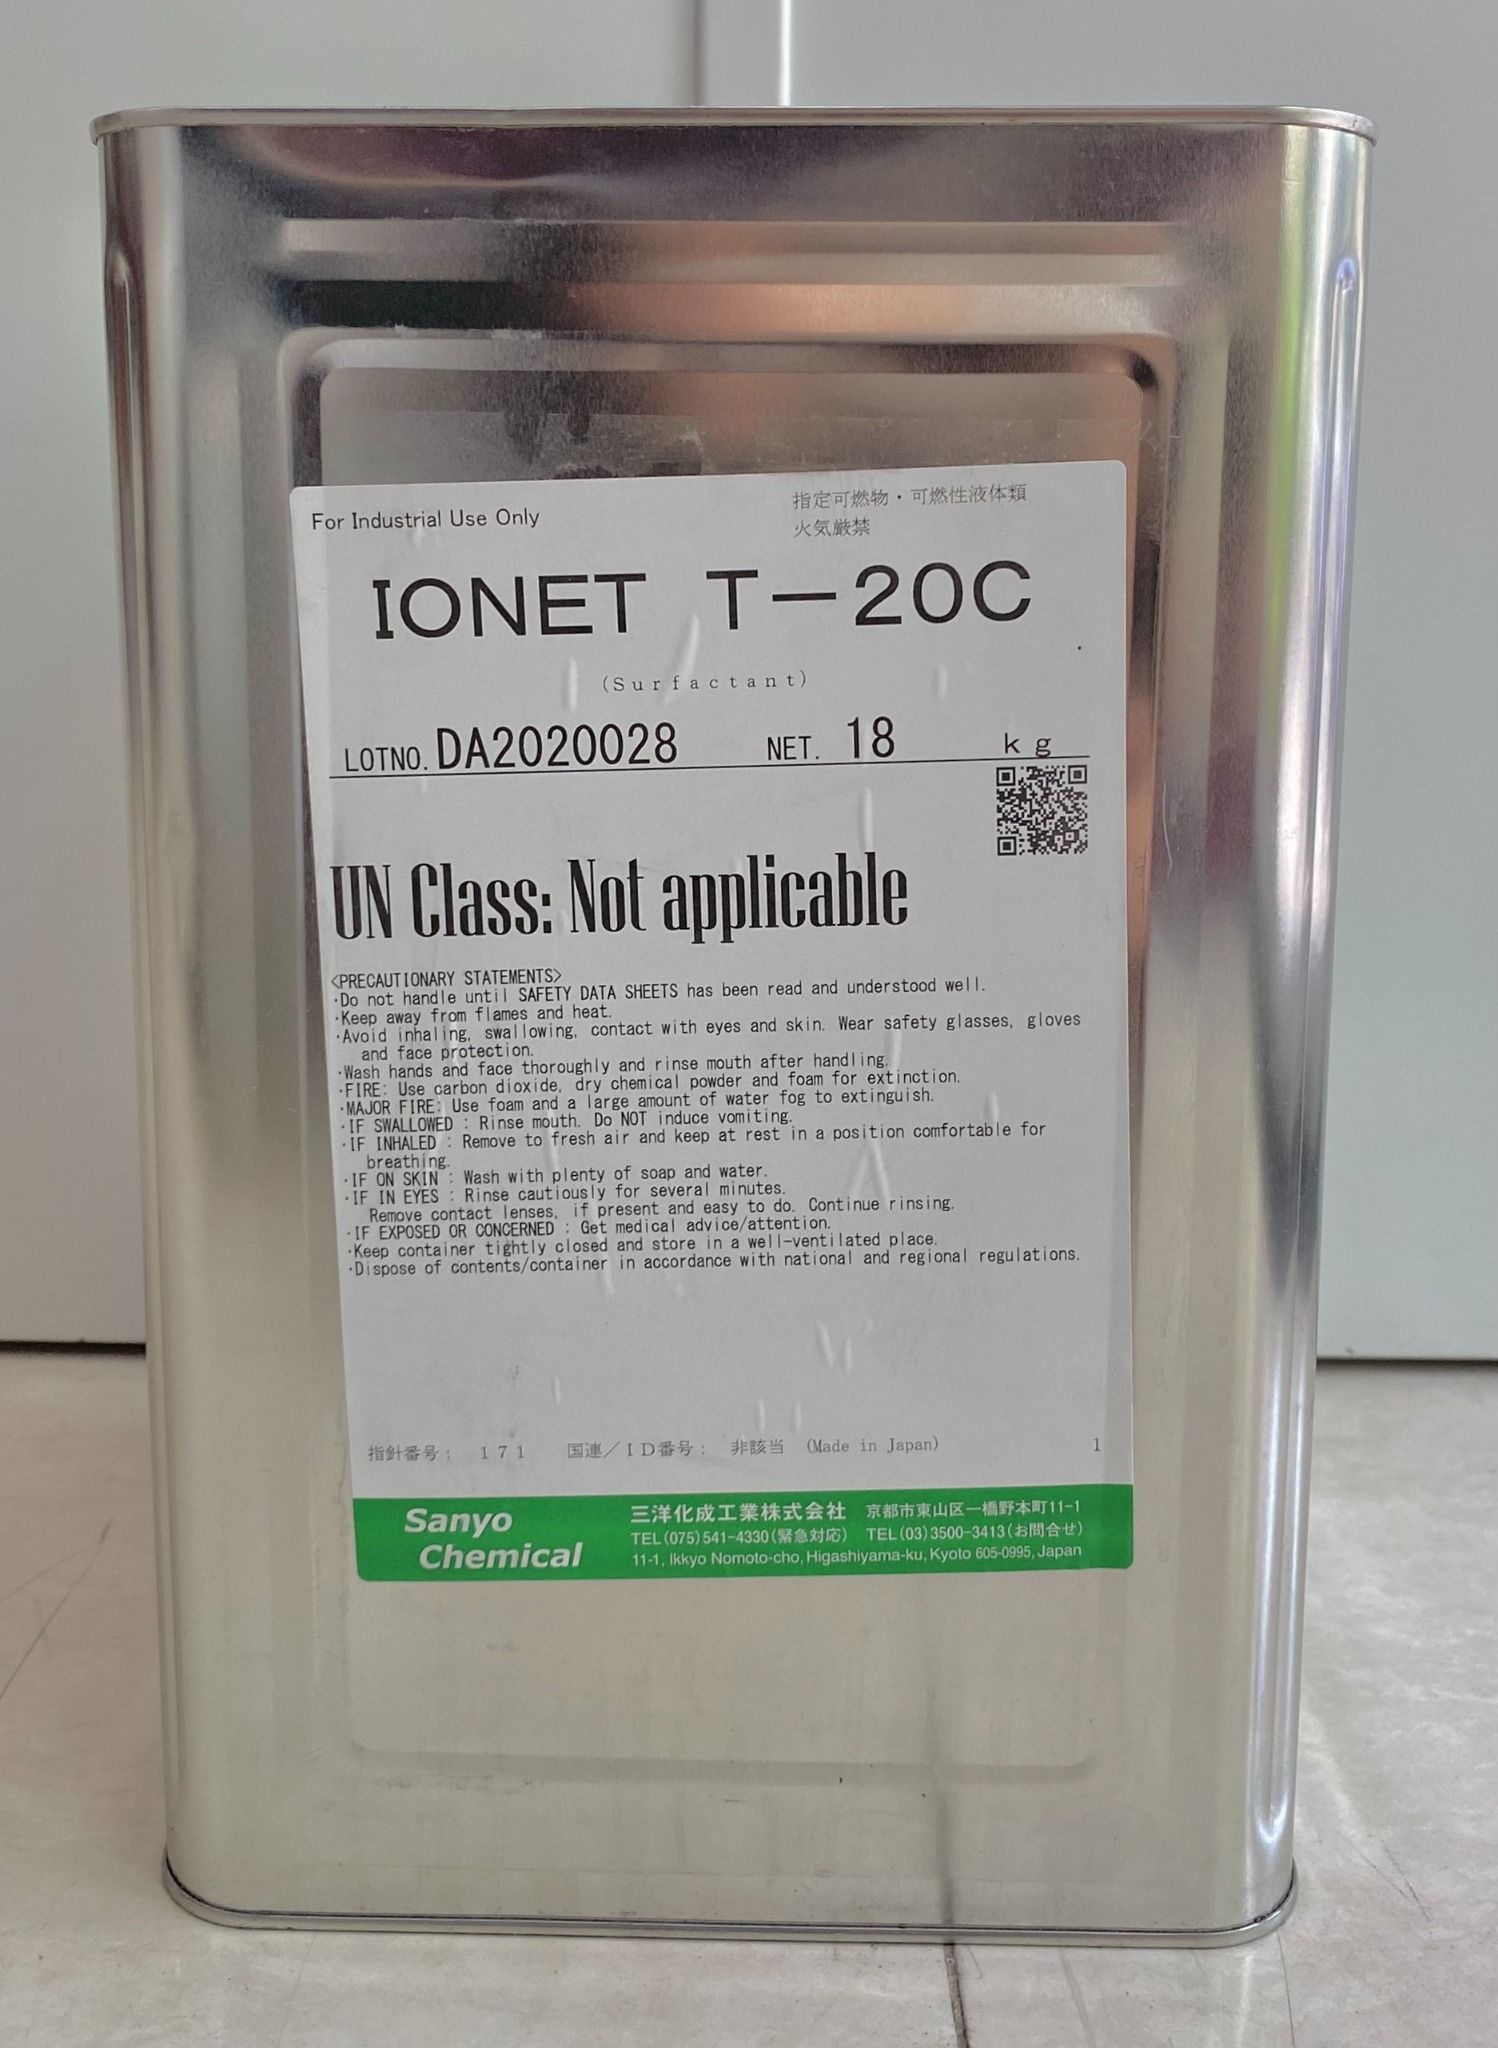 For Industrial Use Only
指定可燃物・可燃性液体類
火気厳禁
IONET T－20C
(Surfactant)
LOTNO. DA2020028 NET. 18 kg
UN Class: Not applicable
<PRECAUTIONARY STATEMENTS>
･Do not handle until SAFETY DATA SHEETS has been read and understood well.
･Keep away from flames and heat.
･Avoid inhaling, swallowing, contact with eyes and skin. Wear safety glasses, gloves
and face protection.
･Wash hands and face thoroughly and rinse mouth after handling.
･FIRE: Use carbon dioxide, dry chemical powder and foam for extinction.
･MAJOR FIRE: Use foam and a large amount of water fog to extinguish.
･IF SWALLOWED : Rinse mouth. Do NOT induce vomiting.
･IF INHALED : Remove to fresh air and keep at rest in a position comfortable for
breathing.
･IF ON SKIN : Wash with plenty of soap and water.
･IF IN EYES : Rinse cautiously for several minutes.
Remove contact lenses, if present and easy to do. Continue rinsing.
･IF EXPOSED OR CONCERNED : Get medical advice/attention.
･Keep container tightly closed and store in a well-ventilated place.
･Dispose of contents/container in accordance with national and regional regulations.
指針番号： 171 国連／ＩＤ番号： 非該当 (Made in Japan) 1
Sanyo
Chemical
三洋化成工業株式会社 京都市東山区一橋野本町11-1
TEL(075)541-4330(緊急対応) TEL(03)3500-3413(お問合せ)
11-1, Ikkyo Nomoto-cho, Higashiyama-ku, Kyoto 605-0995, Japan